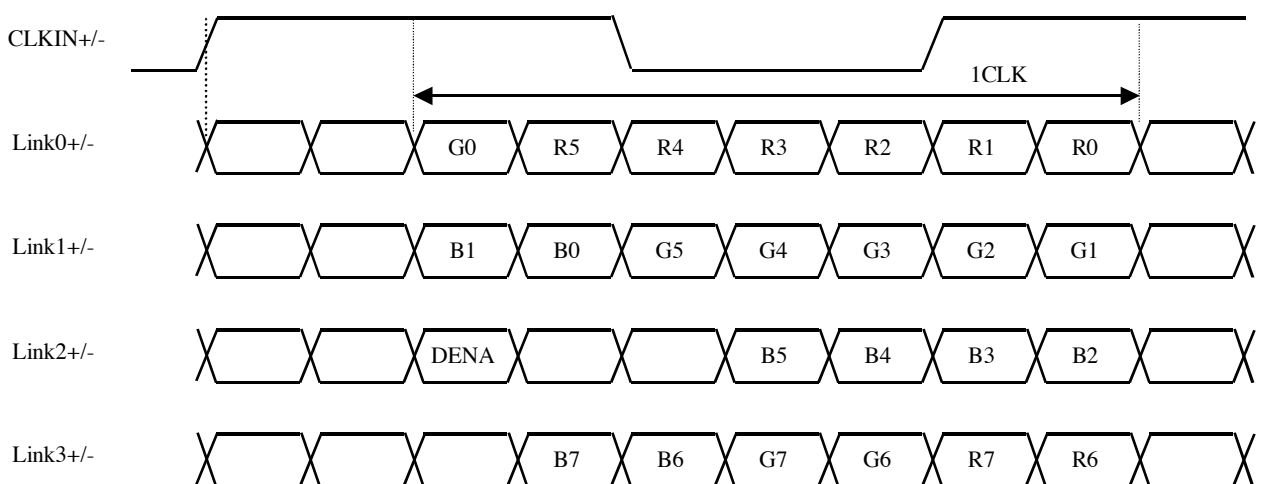 CLKIN+/-
1CLK
Link0+/- G0 R5 R4 R3 R2 R1 R0
Link1+/- B1 B0 G5 G4 G3 G2 G1
Link2+/- DENA B5 B4 B3 B2
Link3+/- B7 B6 G7 G6 R7 R6